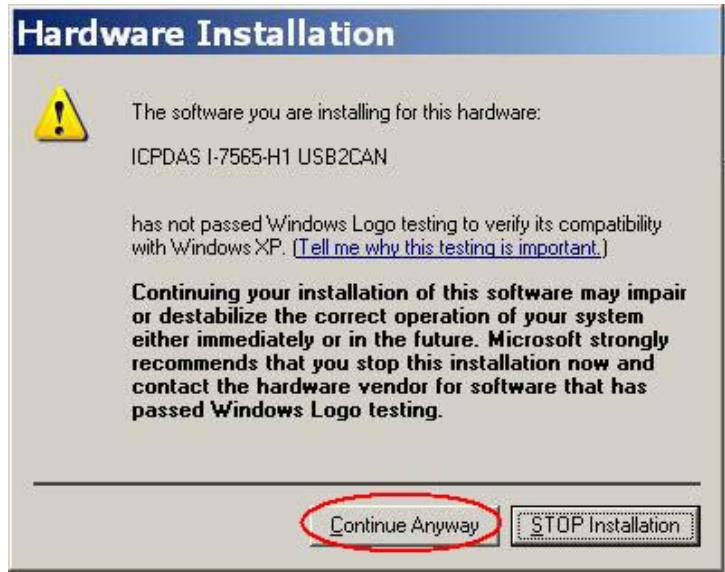 Hardware Installation
The software you are installing for this hardware:
ICPDAS I-7565-H1 USB2CAN
has not passed Windows Logo testing to verify its compatibility
with Windows XP. (Tell me why this testing is important.)
Continuing your installation of this software may impair
or destabilize the correct operation of your system
either immediately or in the future. Microsoft strongly
recommends that you stop this installation now and
contact the hardware vendor for software that has
passed Windows Logo testing.
Continue Anyway
STOP Installation